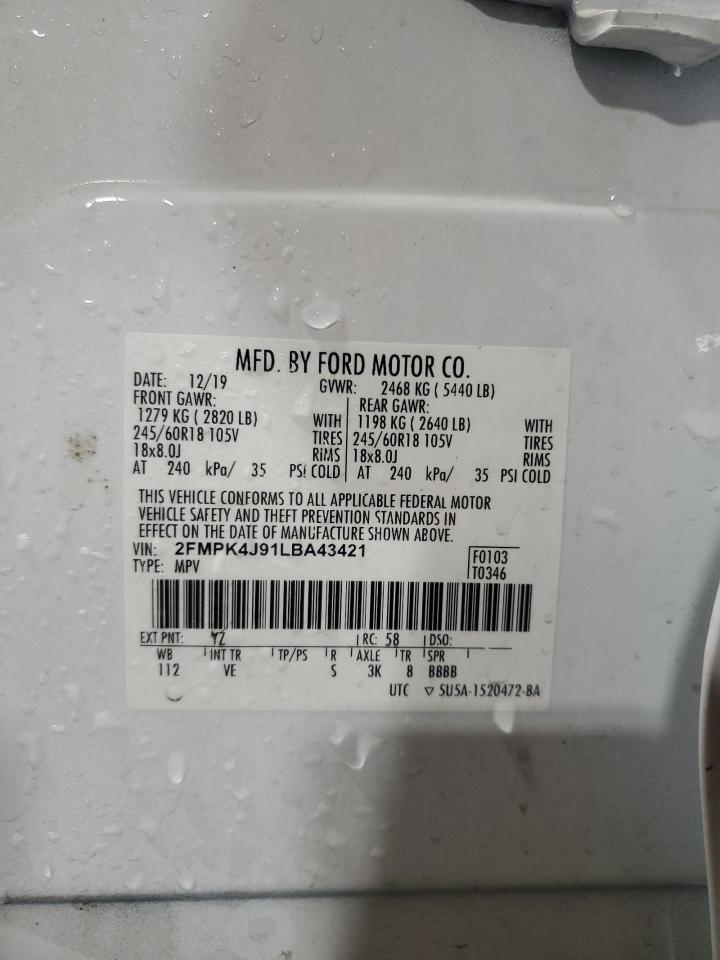 MFD. BY FORD MOTOR CO.
DATE: 12/19 GVWR: 2468 KG ( 5440 LB)
FRONT GAWR: REAR GAWR:
1279 KG ( 2820 LB) WITH 1198 KG ( 2640 LB) WITH
245/60R18 105V TIRES 245/60R18 105V TIRES
18x8.0J RIMS 18x8.0J RIMS
AT 240 kPa/ 35 PSI COLD AT 240 kPa/ 35 PSI COLD
THIS VEHICLE CONFORMS TO ALL APPLICABLE FEDERAL MOTOR
VEHICLE SAFETY AND THEFT PREVENTION STANDARDS IN
EFFECT ON THE DATE OF MANUFACTURE SHOWN ABOVE.
VIN: 2FMPK4J91LBA43421 F0103
TYPE: MPV T0346
EXT PNT: YZ RC: 58 DSO:
WB INT TR TP/PS R AXLE TR SPR
112 VE S 3K 8 BBBB
UTC ▽ 5U5A-1520472-BA